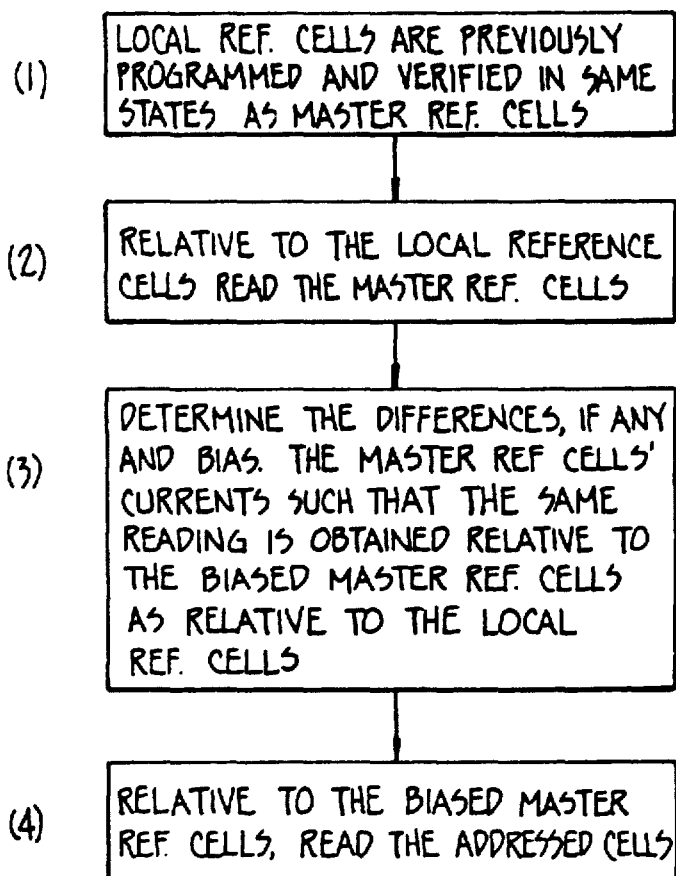 (1)
LOCAL REF. CELLS ARE PREVIOUSLY
PROGRAMMED AND VERIFIED IN SAME
STATES AS MASTER REF. CELLS
(2)
RELATIVE TO THE LOCAL REFERENCE
CELLS READ THE MASTER REF. CELLS
(3)
DETERMINE THE DIFFERENCES, IF ANY
AND BIAS. THE MASTER REF CELLS'
CURRENTS SUCH THAT THE SAME
READING IS OBTAINED RELATIVE TO
THE BIASED MASTER REF. CELLS
AS RELATIVE TO THE LOCAL
REF. CELLS
(4)
RELATIVE TO THE BIASED MASTER
REF. CELLS, READ THE ADDRESSED CELLS